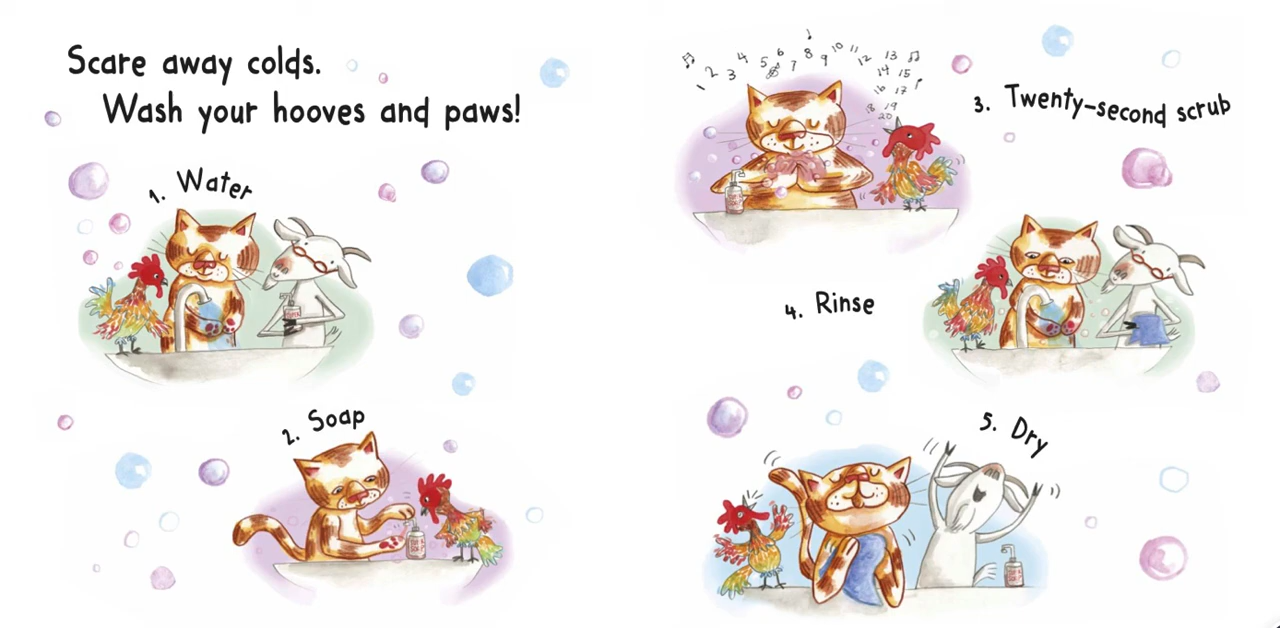 Scare away colds.
Wash your hooves and paws!
1. Water
2. Soap
1 2 3 4 5 6 7 8 9 10 11 12 13 14 15 16 17 18 19 20
3. Twenty-second scrub
4. Rinse
5. Dry